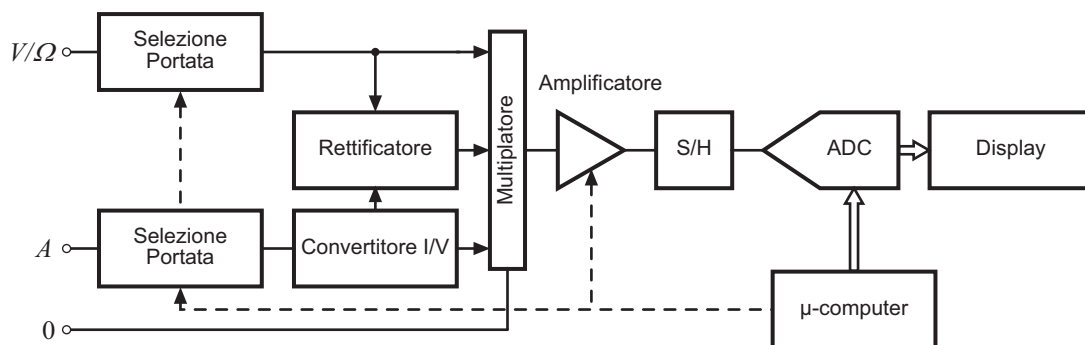 V/Ω
Selezione
Portata
Rettificatore
Multiplatore
Amplificatore
S/H
ADC
Display
A
Selezione
Portata
Convertitore I/V
0
μ-computer